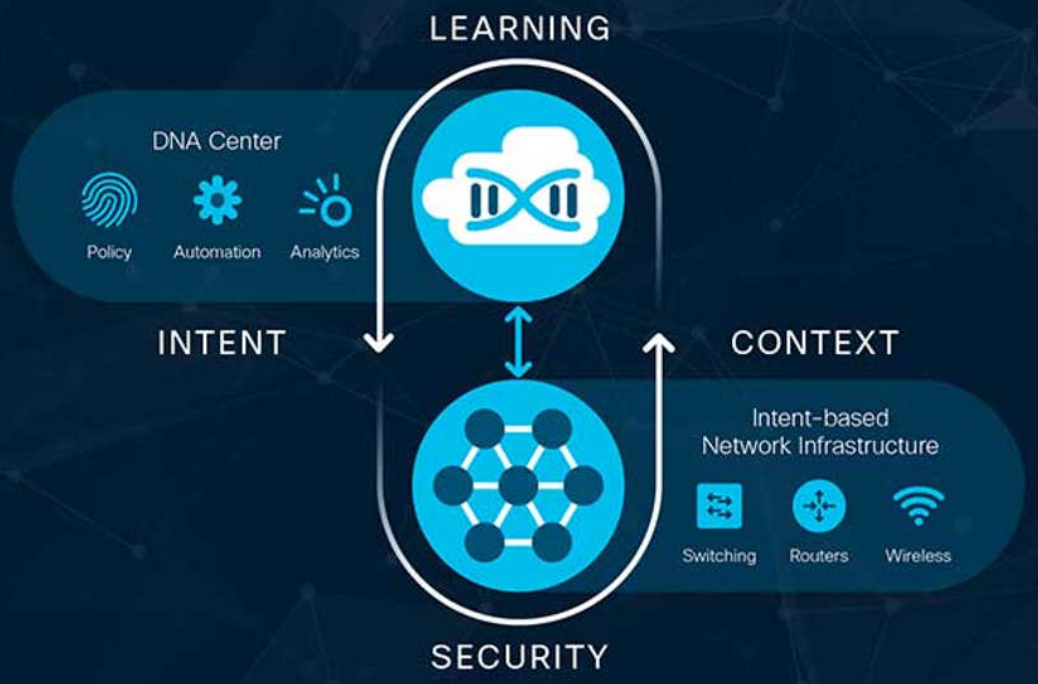 LEARNING
DNA Center
Policy
Automation
Analytics
INTENT
CONTEXT
Intent-based
Network Infrastructure
Switching
Routers
Wireless
SECURITY